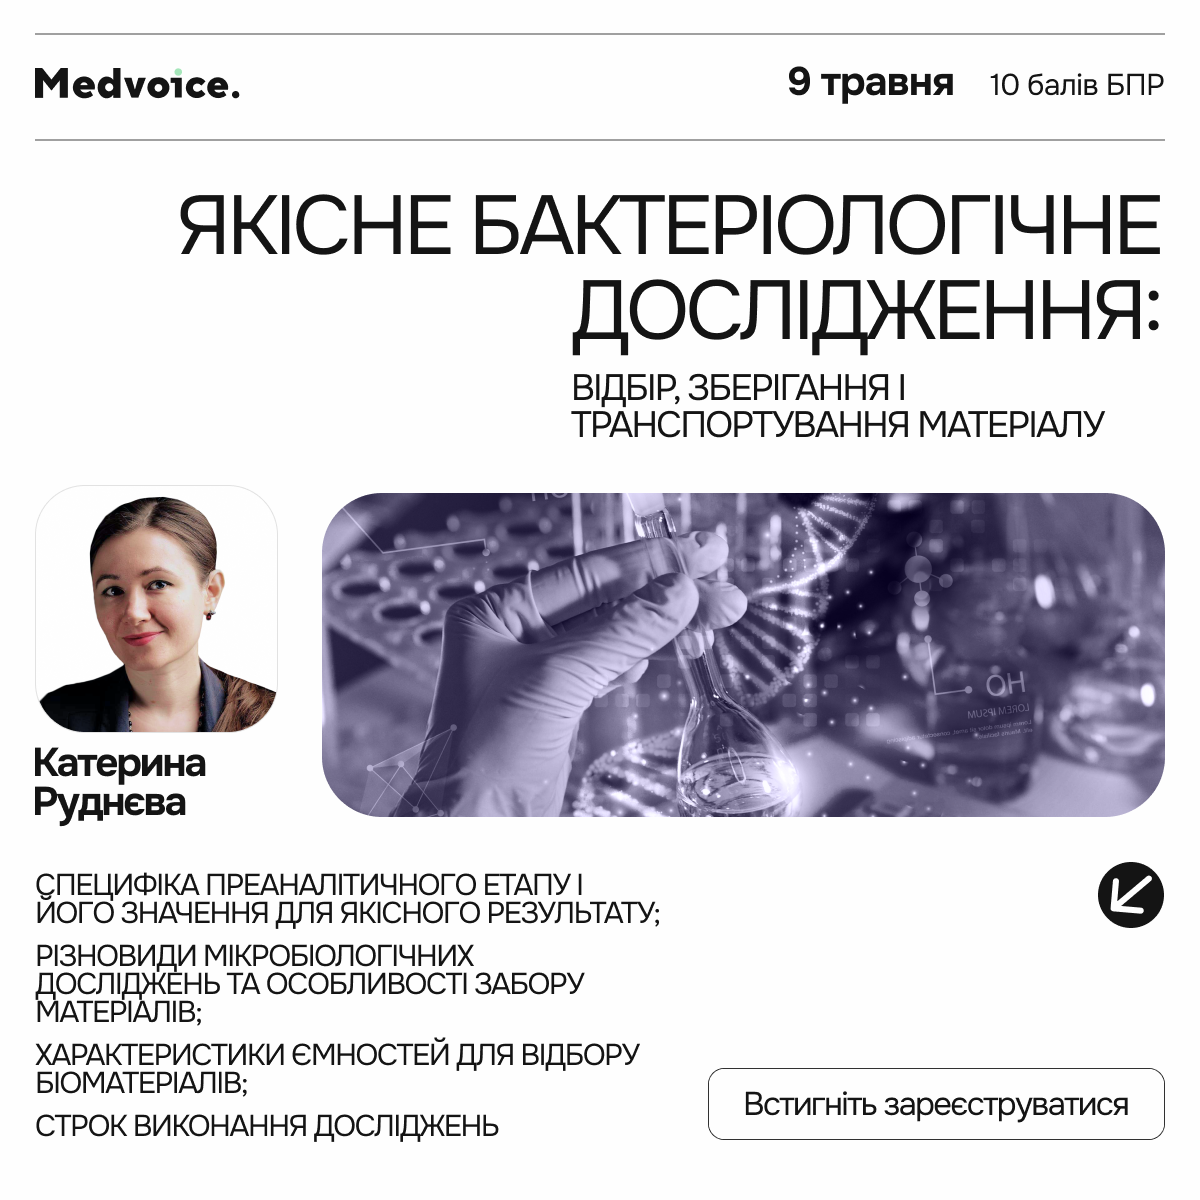 Medvoice.
9 травня 10 балів БПР
ЯКІСНЕ БАКТЕРІОЛОГІЧНЕ
ДОСЛІДЖЕННЯ:
ВІДБІР, ЗБЕРІГАННЯ І
ТРАНСПОРТУВАННЯ МАТЕРІАЛУ
HO
LOREM IPSUM
Катерина
Руднєва
СПЕЦИФІКА ПРЕАНАЛІТИЧНОГО ЕТАПУ І
ЙОГО ЗНАЧЕННЯ ДЛЯ ЯКІСНОГО РЕЗУЛЬТАТУ;
РІЗНОВИДИ МІКРОБІОЛОГІЧНИХ
ДОСЛІДЖЕНЬ ТА ОСОБЛИВОСТІ ЗАБОРУ
МАТЕРІАЛІВ;
ХАРАКТЕРИСТИКИ ЄМНОСТЕЙ ДЛЯ ВІДБОРУ
БІОМАТЕРІАЛІВ;
СТРОК ВИКОНАННЯ ДОСЛІДЖЕНЬ
Встигніть зареєструватися